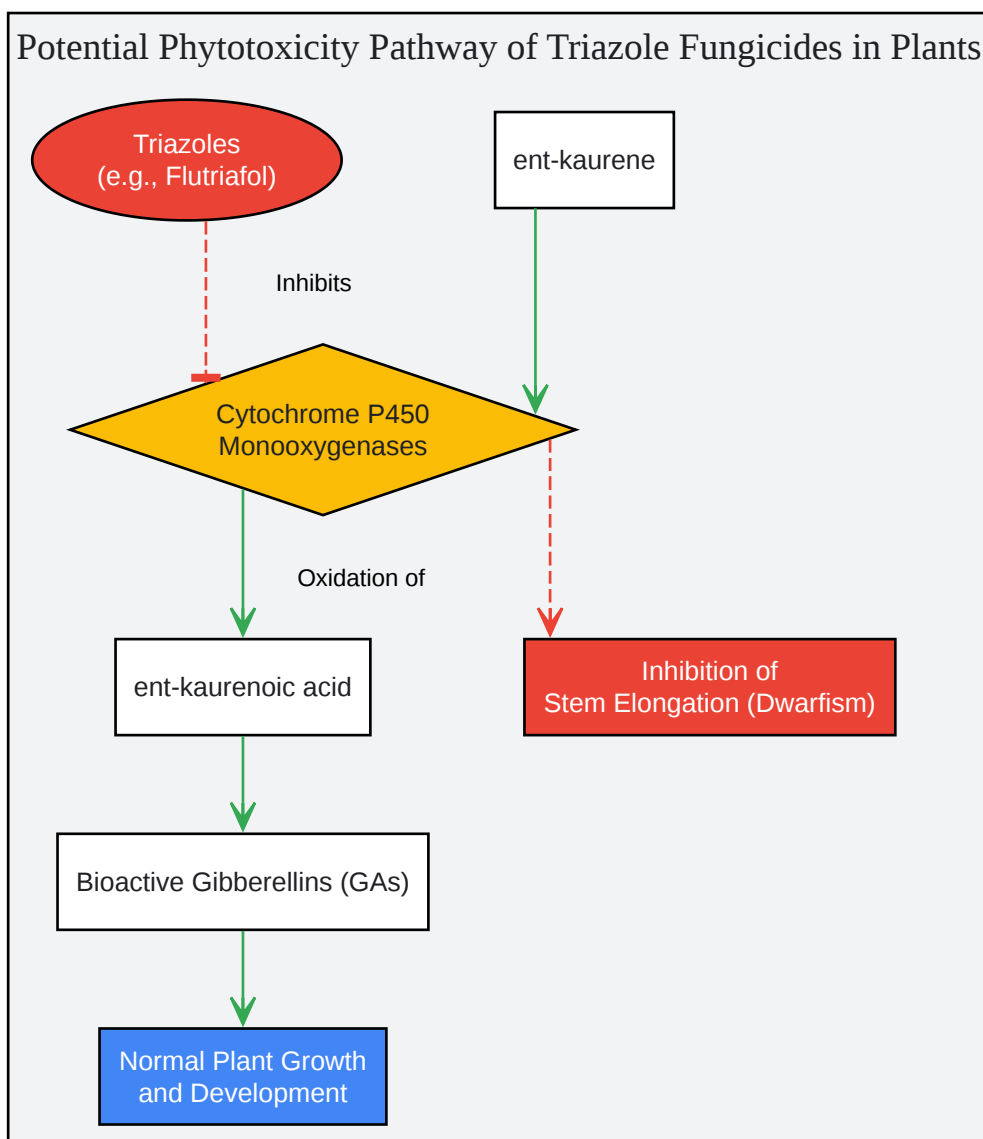 Potential Phytotoxicity Pathway of Triazole Fungicides in Plants
Triazoles
(e.g., Flutriafol)
ent-kaurene
Inhibits
Cytochrome P450
Monooxygenases
Oxidation of
ent-kaurenoic acid
Inhibition of
Stem Elongation (Dwarfism)
Bioactive Gibberellins (GAs)
Normal Plant Growth
and Development